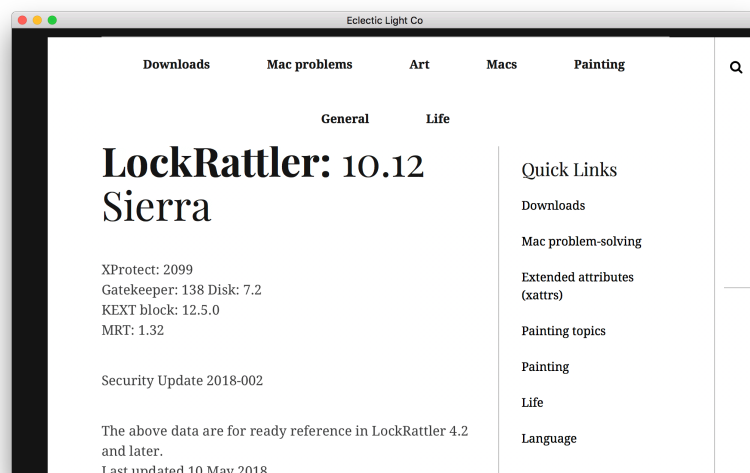 Eclectic Light Co
Downloads Mac problems Art Macs Painting
General Life
LockRattler: 10.12
Sierra
XProtect: 2099
Gatekeeper: 138 Disk: 7.2
KEXT block: 12.5.0
MRT: 1.32
Security Update 2018-002
The above data are for ready reference in LockRattler 4.2
and later.
Last updated 10 May 2018
Quick Links
Downloads
Mac problem-solving
Extended attributes
(xattrs)
Painting topics
Painting
Life
Language